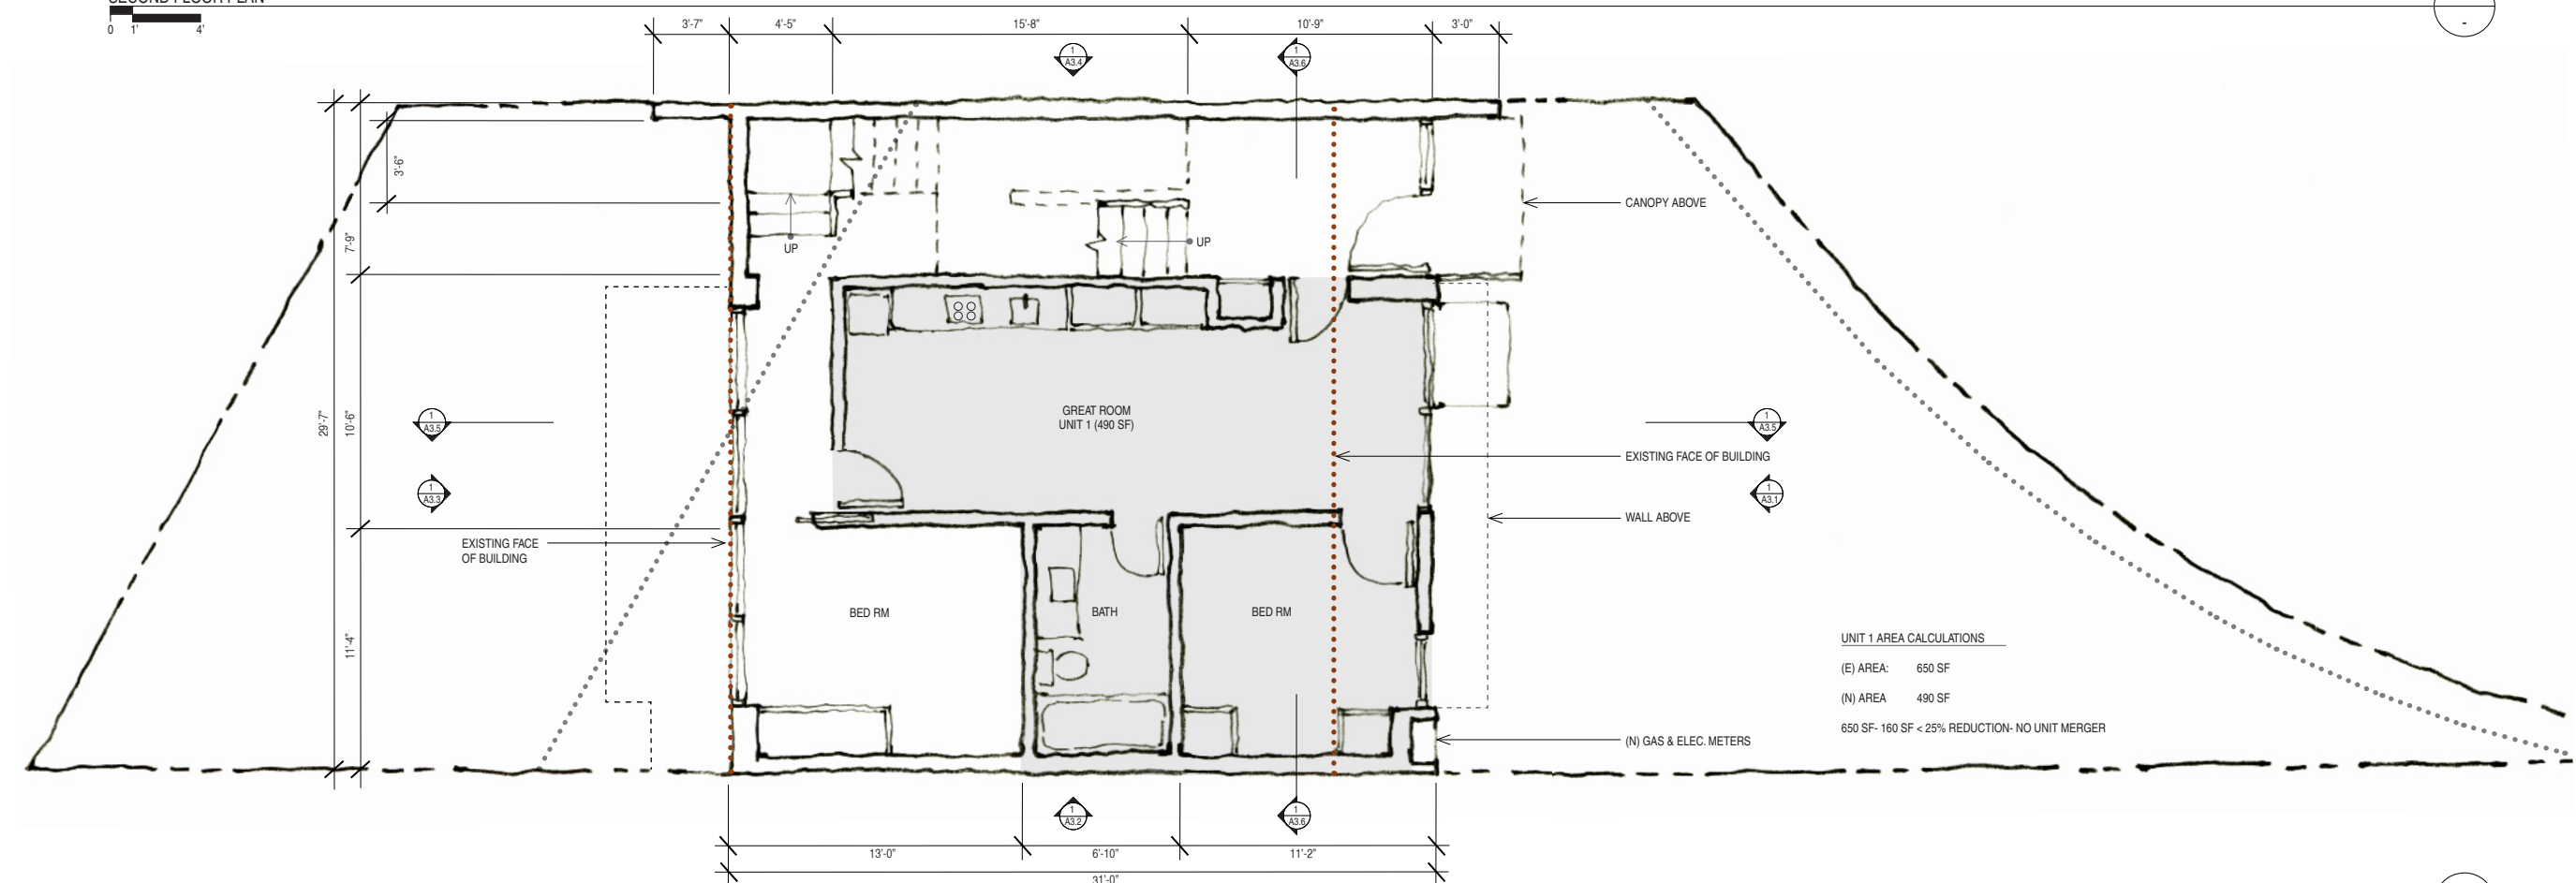 SECOND FLOOR PLAN
0 1' 4'
-
3'-7" 4'-5" 15'-8" 10'-9" 3'-0"
1
A3.4
1
A3.6
3'-6"
7'-9"
29'-7"
10'-6"
11'-4"
UP
UP
CANOPY ABOVE
GREAT ROOM
UNIT 1 (490 SF)
1
A3.5
1
A3.5
EXISTING FACE OF BUILDING
1
A3.3
1
A3.1
WALL ABOVE
EXISTING FACE
OF BUILDING
BED RM
BATH
BED RM
UNIT 1 AREA CALCULATIONS
(E) AREA: 650 SF
(N) AREA 490 SF
650 SF- 160 SF < 25% REDUCTION- NO UNIT MERGER
(N) GAS & ELEC. METERS
1
A3.2
1
A3.6
13'-0" 6'-10" 11'-2"
31'-0"